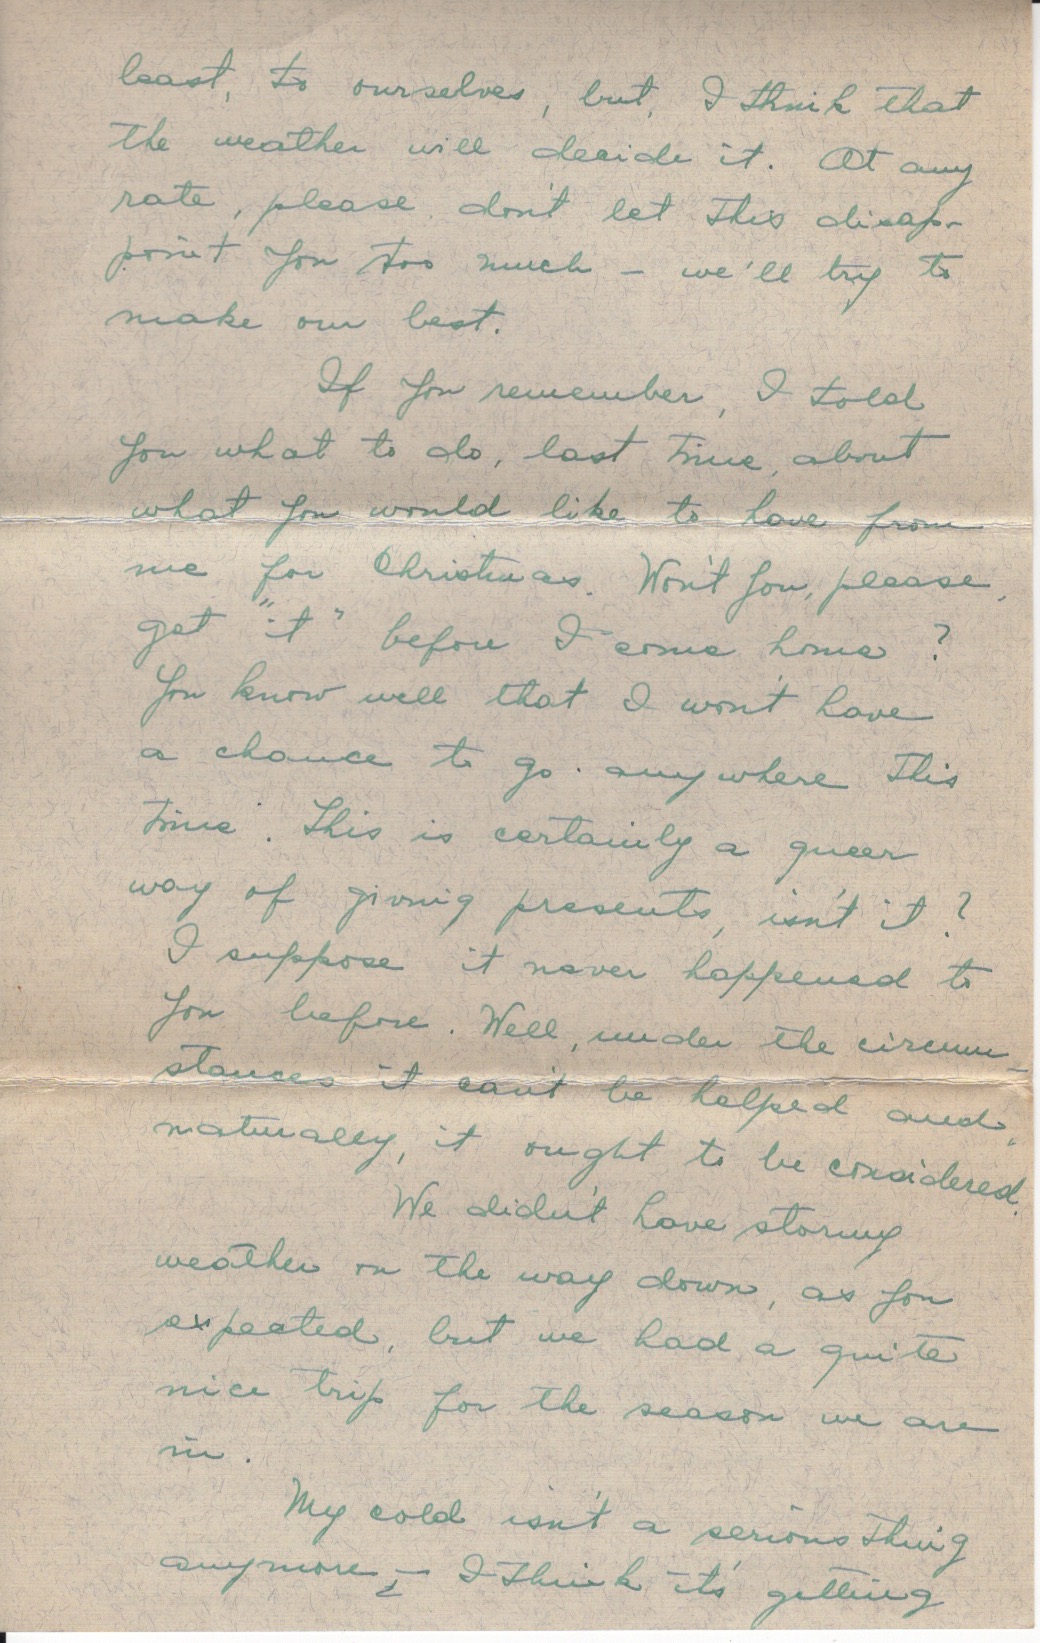 least, to ourselves, but, I think that
the weather will decide it. At any
rate, please don't let this disap-
point you too much - we'll try to
make our best.
If you remember, I told
you what to do, last time, about
what you would like to have from
me for Christmas. Won't you, please,
get "it" before I come home?
You know well that I won't have
a chance to go anywhere this
time. This is certainly a queer
way of giving presents, isn't it?
I suppose it never happened to
you before. Well, under the circum-
stances it can't be helped and,
naturally, it ought to be considered.
We didn't have stormy
weather on the way down, as you
expected, but we had a quite
nice trip for the season we are
in.
My cold isn't a serious thing
anymore - I think it's getting